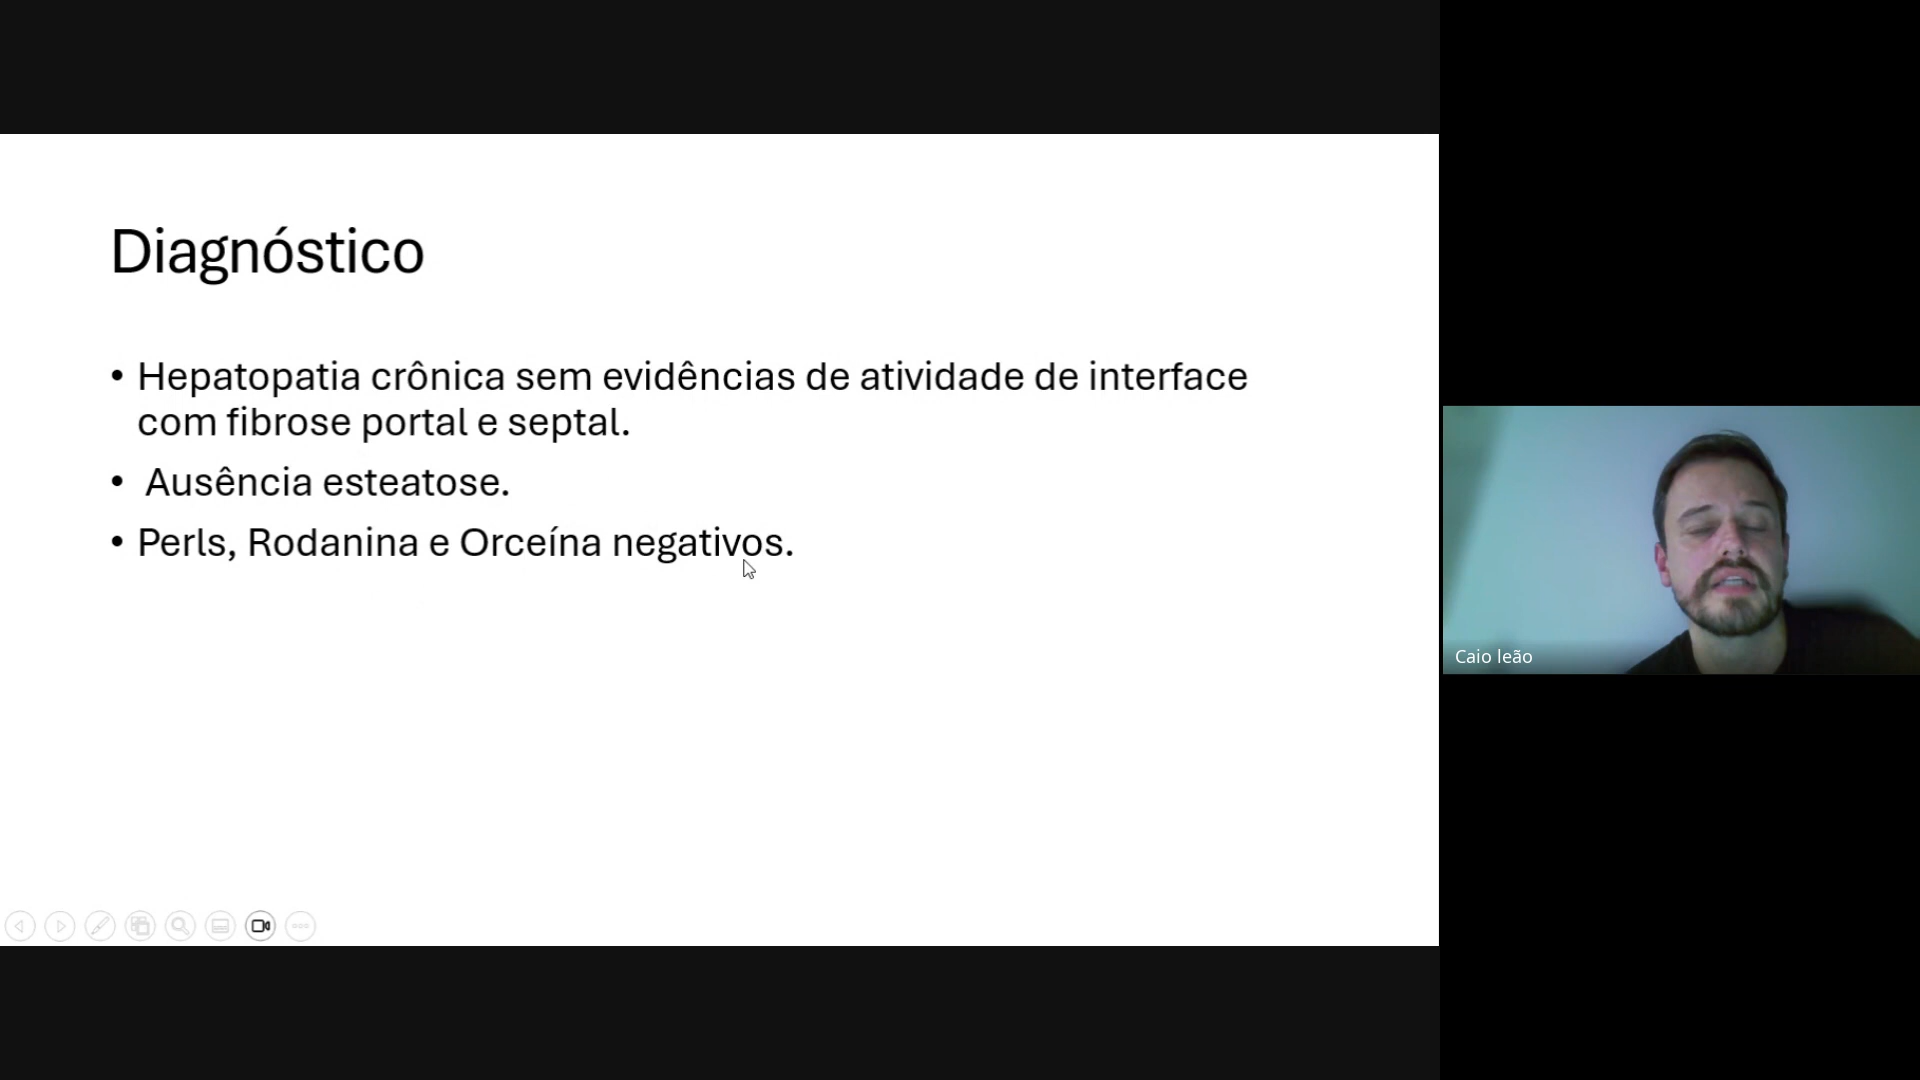 Diagnóstico
• Hepatopatia crônica sem evidências de atividade de interface
com fibrose portal e septal.
• Ausência esteatose.
• Perls, Rodanina e Orceína negativos.
Caio leão